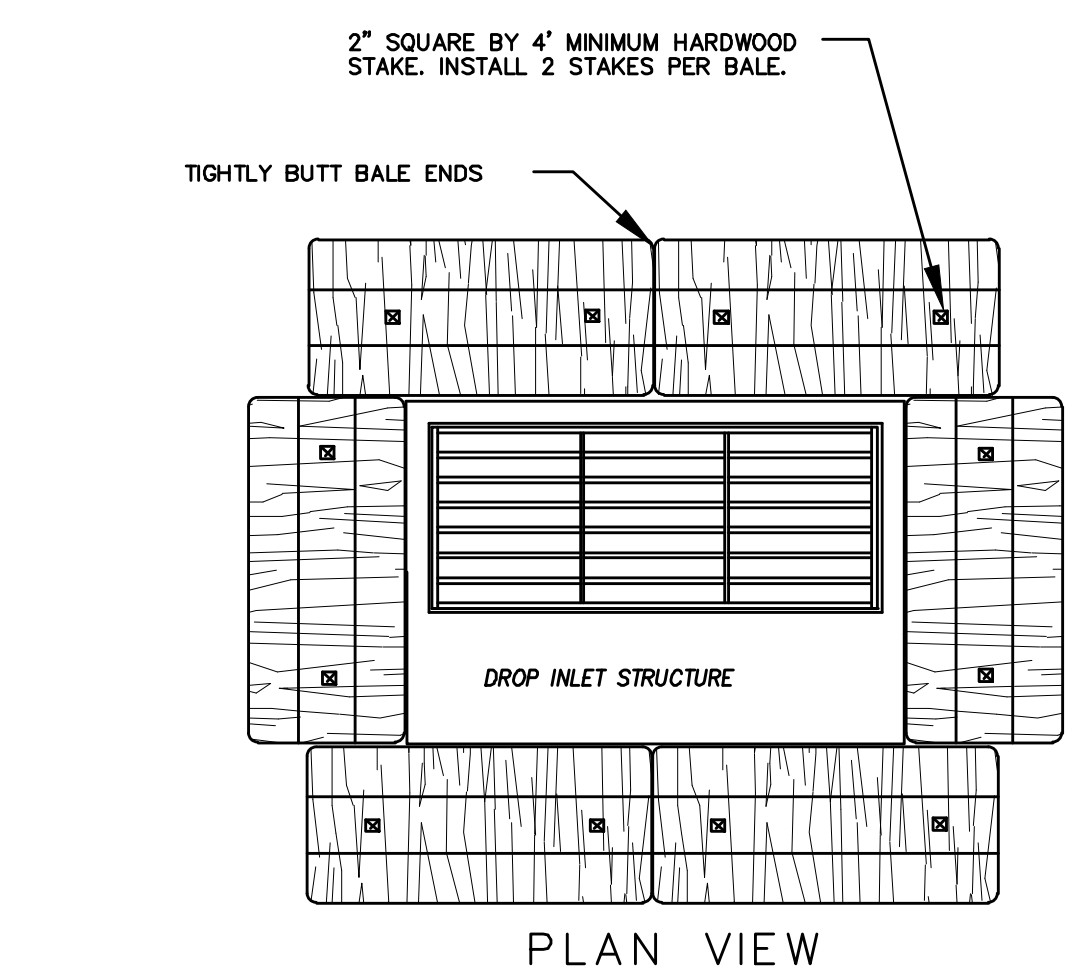 2" SQUARE BY 4' MINIMUM HARDWOOD
STAKE. INSTALL 2 STAKES PER BALE.
TIGHTLY BUTT BALE ENDS
DROP INLET STRUCTURE
PLAN VIEW